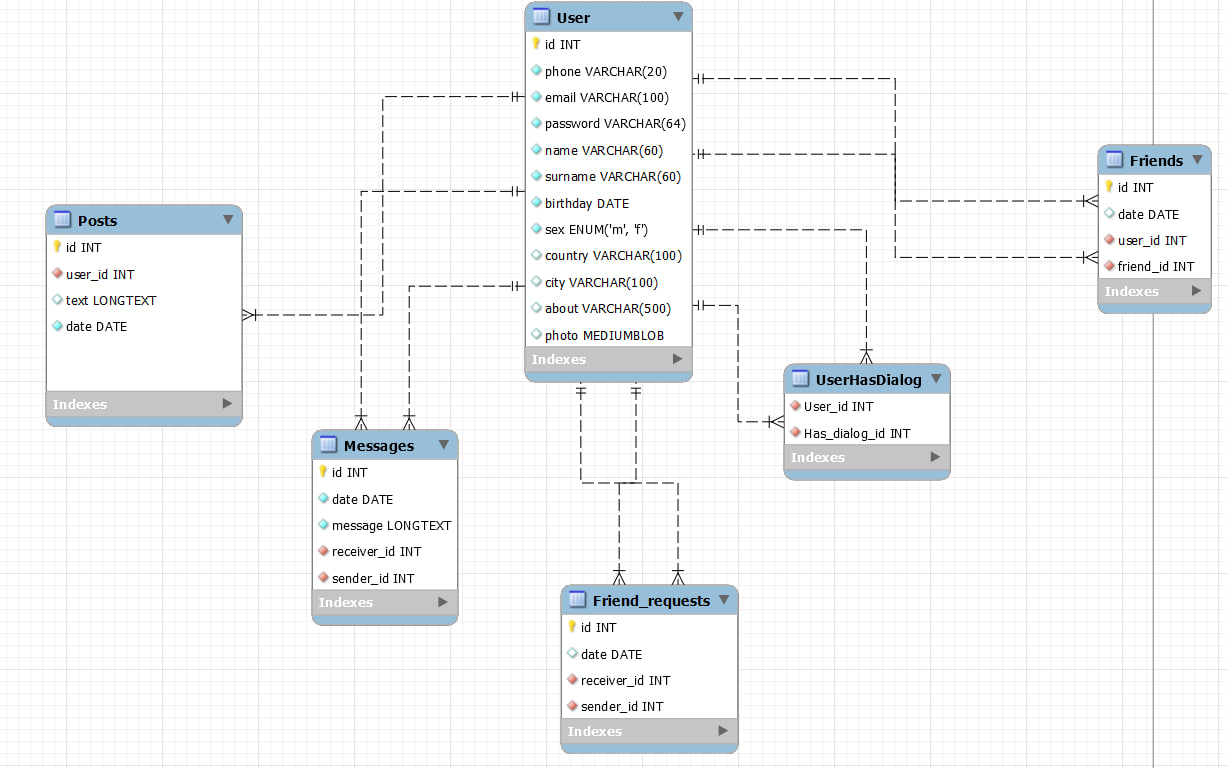 User
id INT
phone VARCHAR(20)
email VARCHAR(100)
password VARCHAR(64)
name VARCHAR(60)
surname VARCHAR(60)
birthday DATE
sex ENUM('m', 'f')
country VARCHAR(100)
city VARCHAR(100)
about VARCHAR(500)
photo MEDIUMBLOB
Indexes
Friends
id INT
date DATE
user_id INT
friend_id INT
Indexes
Posts
id INT
user_id INT
text LONGTEXT
date DATE
Indexes
UserHasDialog
User_id INT
Has_dialog_id INT
Indexes
Messages
id INT
date DATE
message LONGTEXT
receiver_id INT
sender_id INT
Indexes
Friend_requests
id INT
date DATE
receiver_id INT
sender_id INT
Indexes